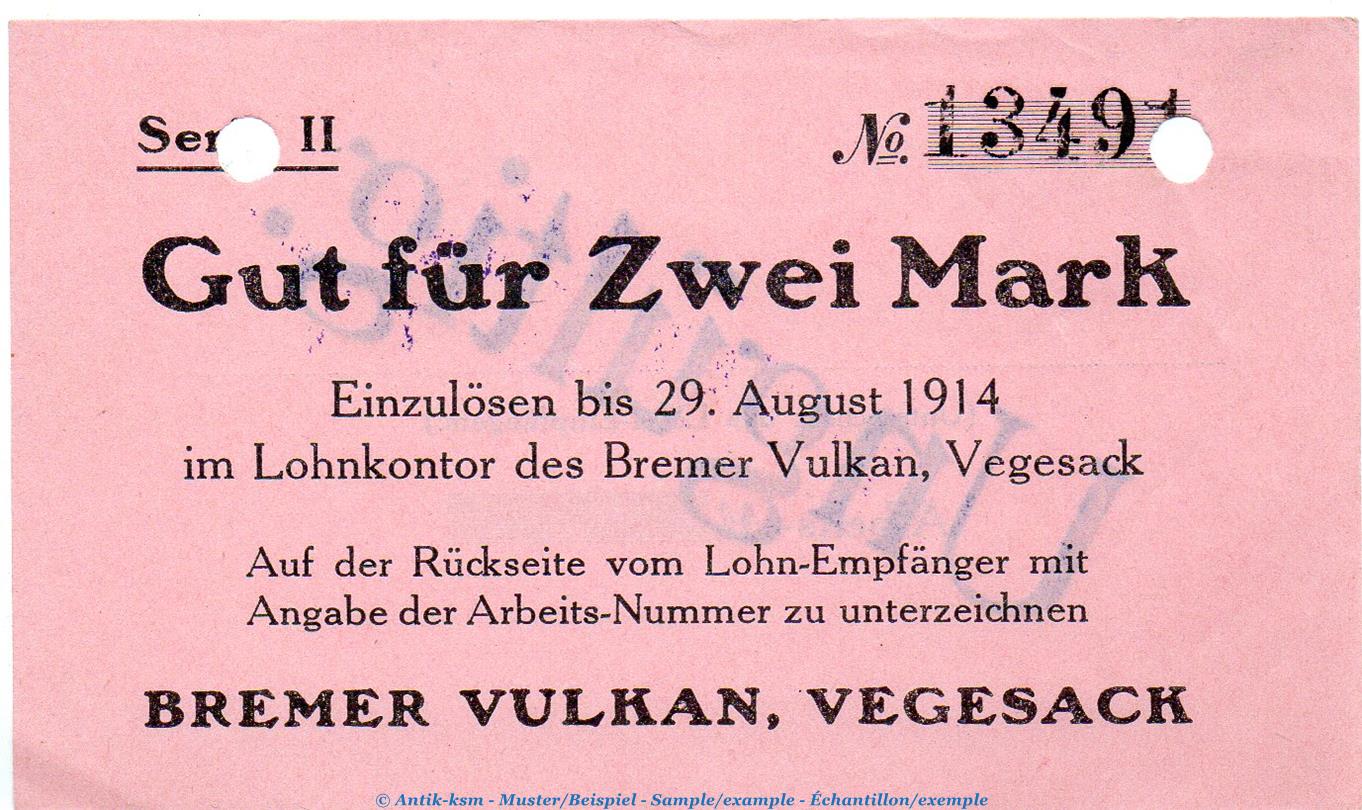 Serie II
No. 13491
Gut für Zwei Mark
Einzulösen bis 29. August 1914
im Lohnkontor des Bremer Vulkan, Vegesack
Auf der Rückseite vom Lohn-Empfänger mit
Angabe der Arbeits-Nummer zu unterzeichnen
BREMER VULKAN, VEGESACK
Ungültig.
© Antik-ksm - Muster/Beispiel - Sample/example - Échantillon/exemple